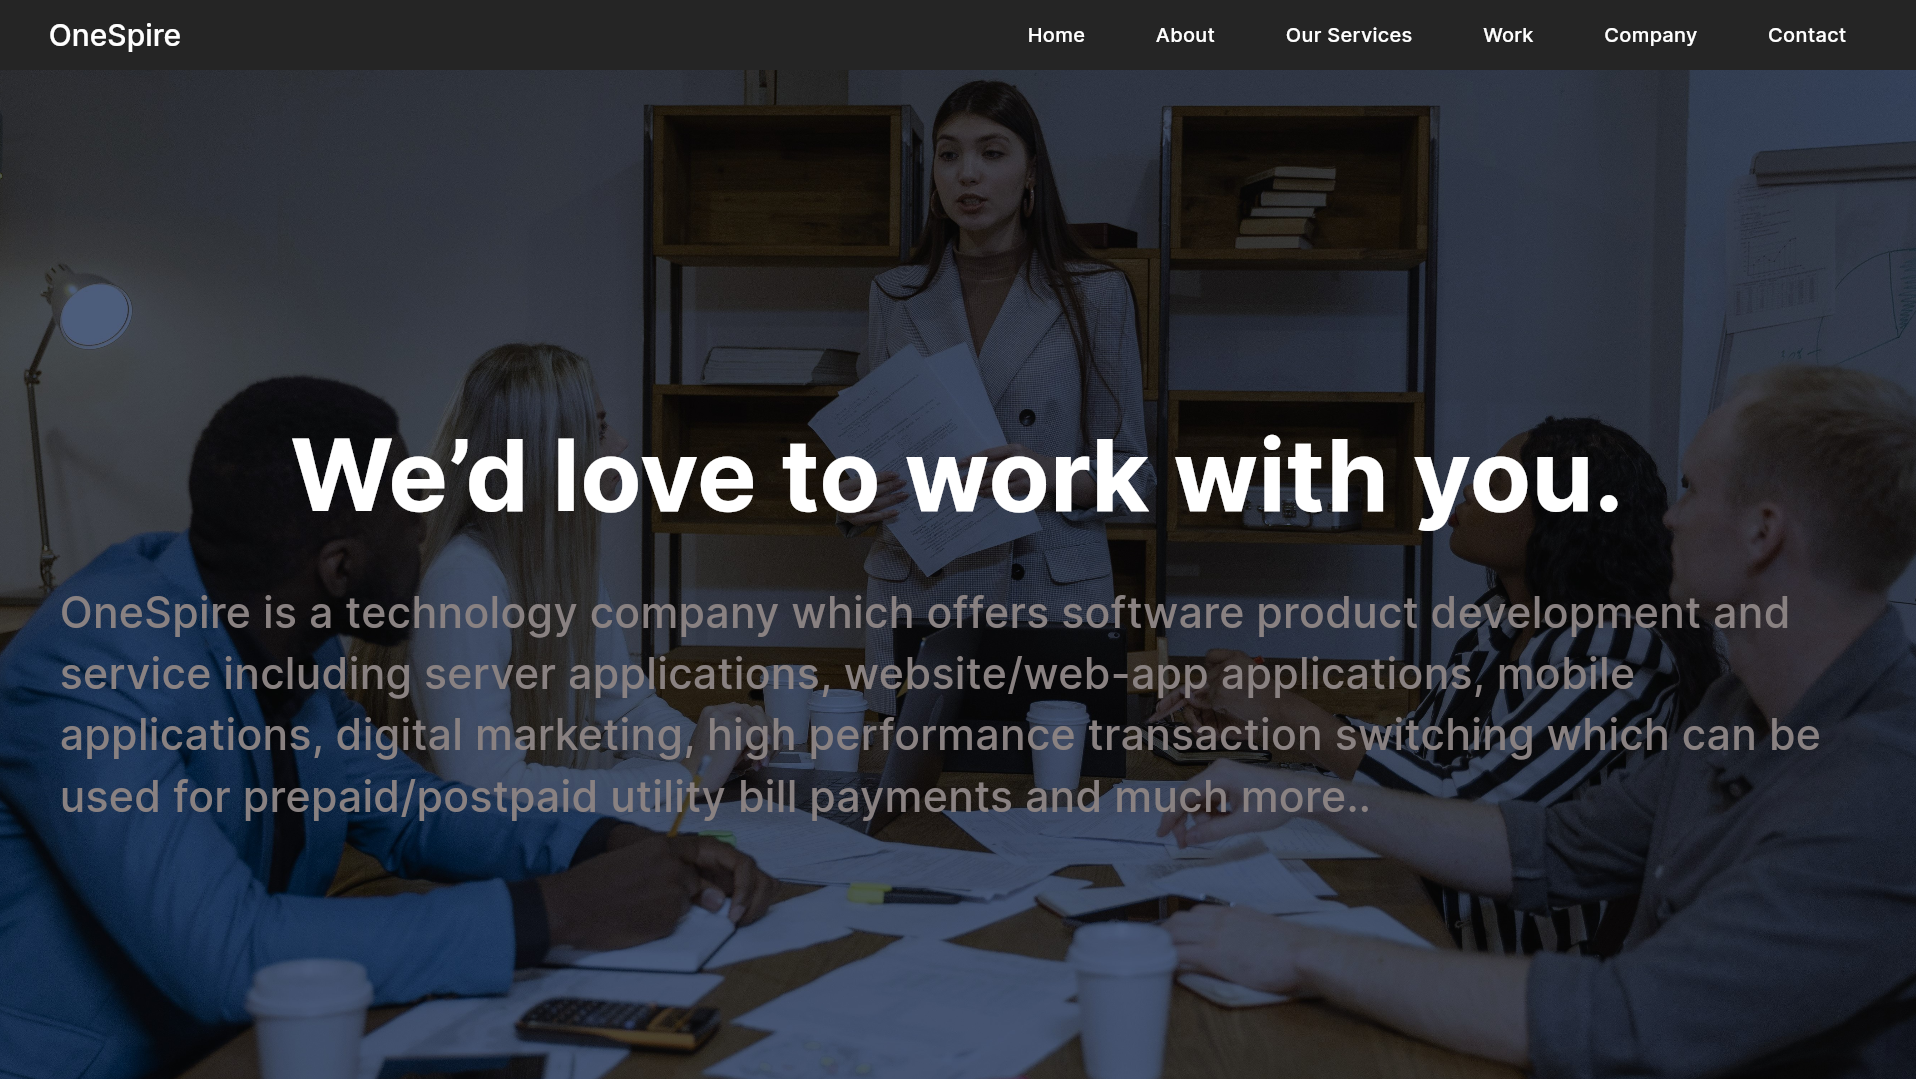 OneSpire
Home About Our Services Work Company Contact
We’d love to work with you.
OneSpire is a technology company which offers software product development and
service including server applications, website/web-app applications, mobile
applications, digital marketing, high performance transaction switching which can be
used for prepaid/postpaid utility bill payments and much more..